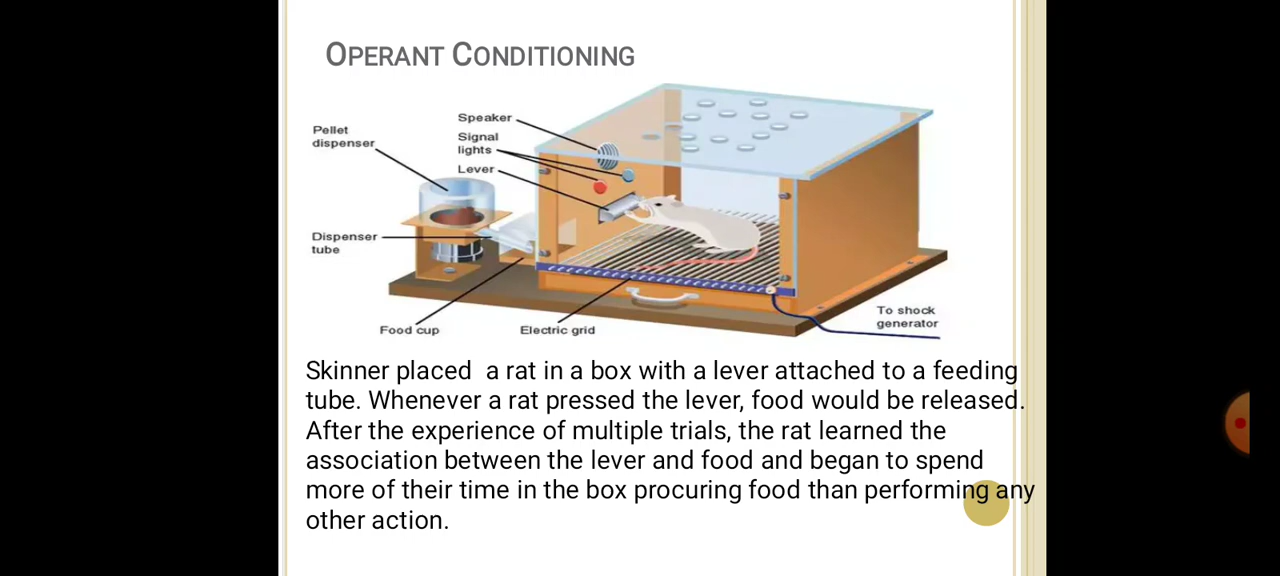 OPERANT CONDITIONING
Speaker
Pellet
dispenser
Signal
lights
Lever
Dispenser
tube
Food cup
Electric grid
To shock
generator
Skinner placed  a rat in a box with a lever attached to a feeding
tube. Whenever a rat pressed the lever, food would be released.
After the experience of multiple trials, the rat learned the
association between the lever and food and began to spend
more of their time in the box procuring food than performing any
other action.